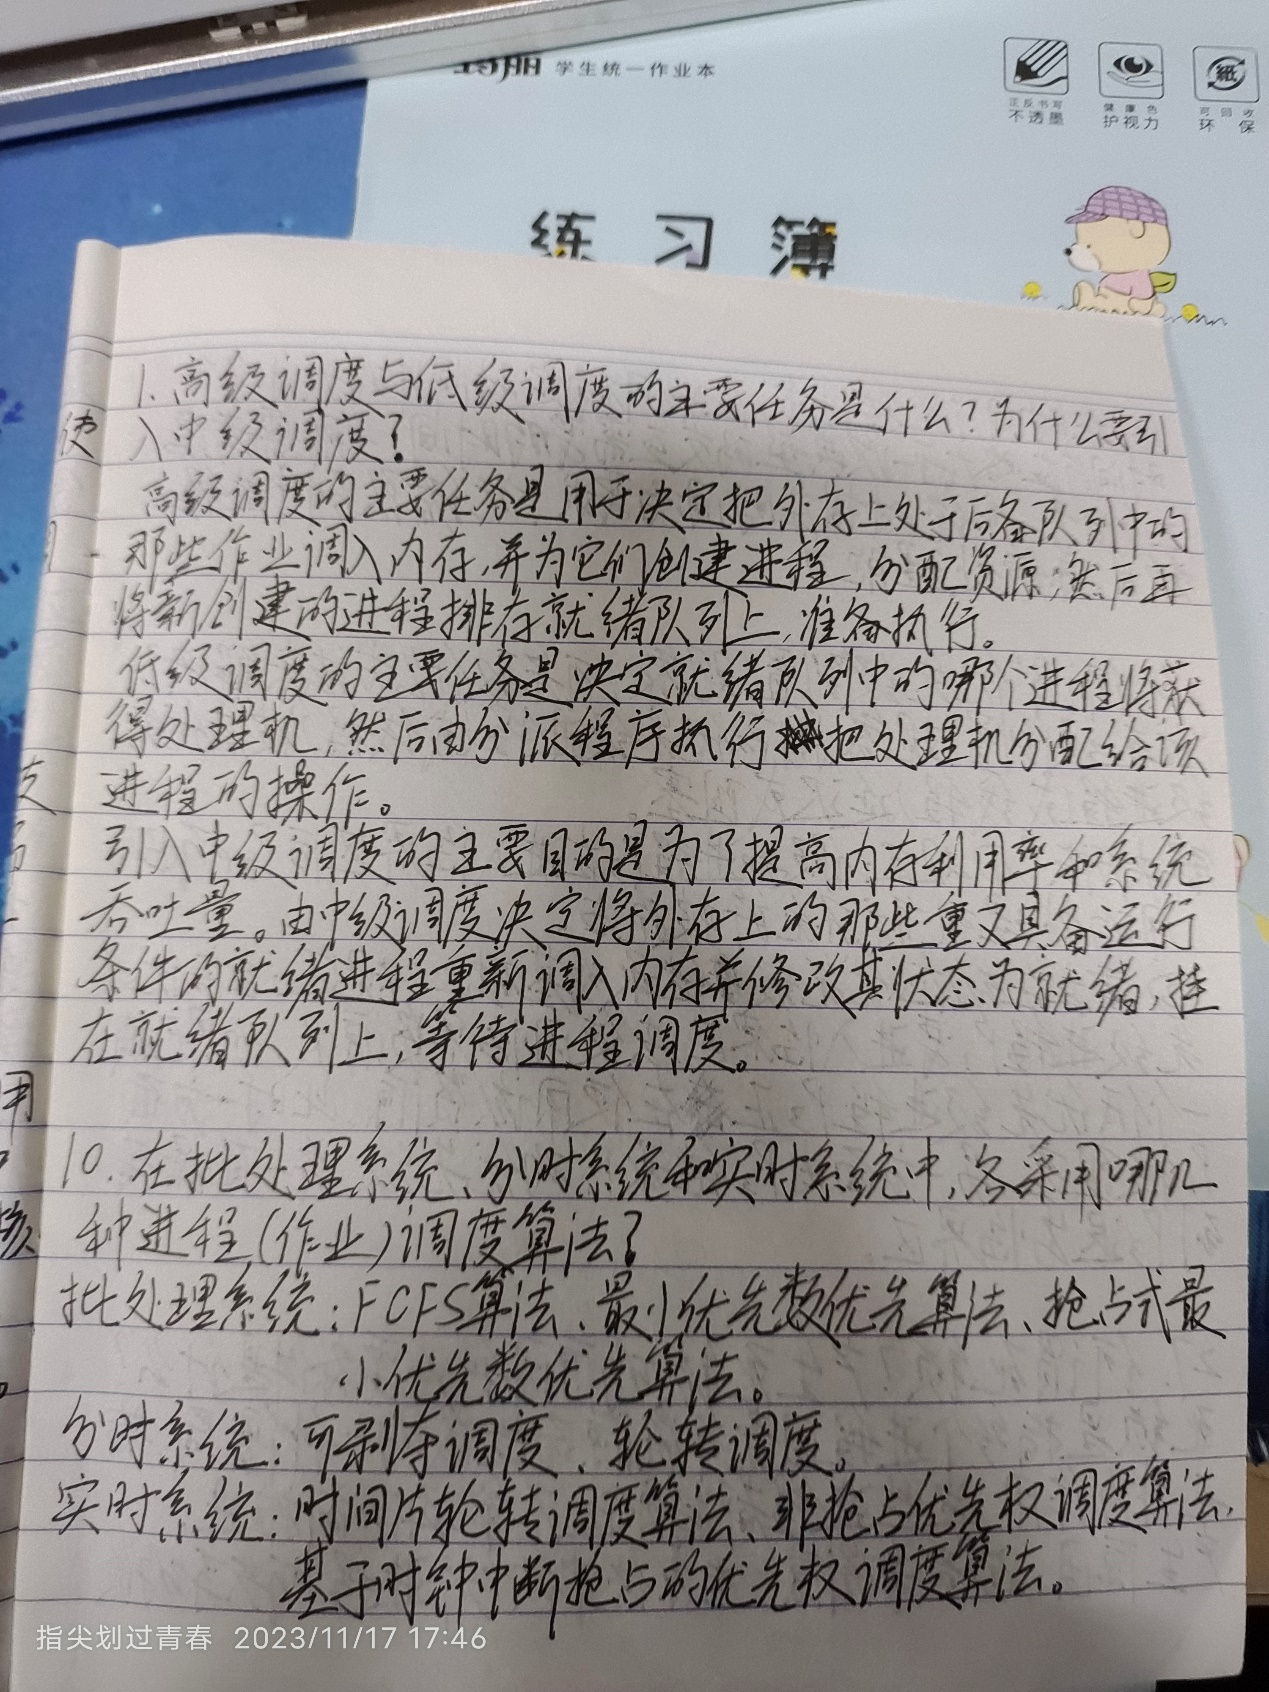 学生统一作业本
正反书写
不透墨
健康色
护视力
纸
可回收
环保
练习簿
1.高级调度与低级调度的主要任务是什么?为什么要引
入中级调度?
高级调度的主要任务是用于决定把外存上处于后备队列中的
那些作业调入内存,并为它们创建进程,分配资源,然后再
将新创建的进程排存就绪队列上,准备执行。
低级调度的主要任务是决定就绪队列中的哪个进程将获
得处理机,然后由分派程序执行把处理机分配给该
进程的操作。
引入中级调度的主要目的是为了提高内存利用率和系统
吞吐量。由中级调度决定将外存上的那些重又具备运行
条件的就绪进程重新调入内存并修改其状态为就绪,挂
在就绪队列上,等待进程调度。
10.在批处理系统、分时系统和实时系统中,各采用哪几
种进程(作业)调度算法?
批处理系统:FCFS算法、最小优先数优先算法、抢占式最
小优先数优先算法。
分时系统:可剥夺调度、轮转调度。
实时系统:时间片轮转调度算法、非抢占优先权调度算法、
基于时钟中断抢占的优先权调度算法。
指尖划过青春 2023/11/17 17:46